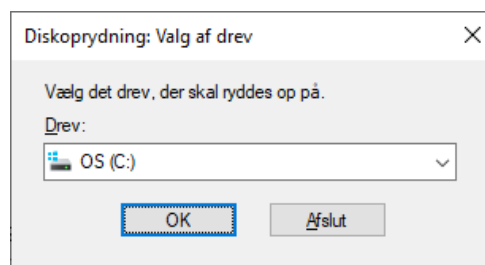 Diskoprydning: Valg af drev
Vælg det drev, der skal ryddes op på.
Drev:
OS (C:)
OK
Afslut